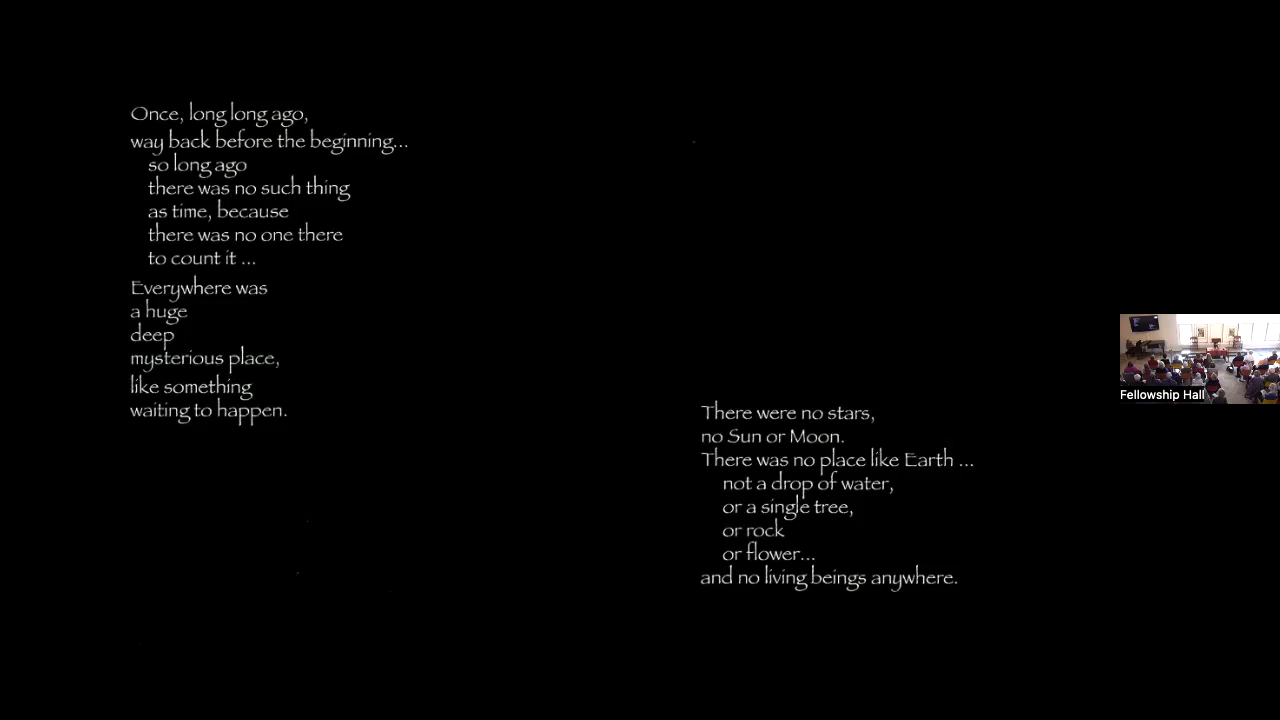 Once, long long ago,
way back before the beginning...
so long ago
there was no such thing
as time, because
there was no one there
to count it ...
Everywhere was
a huge
deep
mysterious place,
like something
waiting to happen.
There were no stars,
no Sun or Moon.
There was no place like Earth ...
not a drop of water,
or a single tree,
or rock
or flower...
and no living beings anywhere.
Fellowship Hall